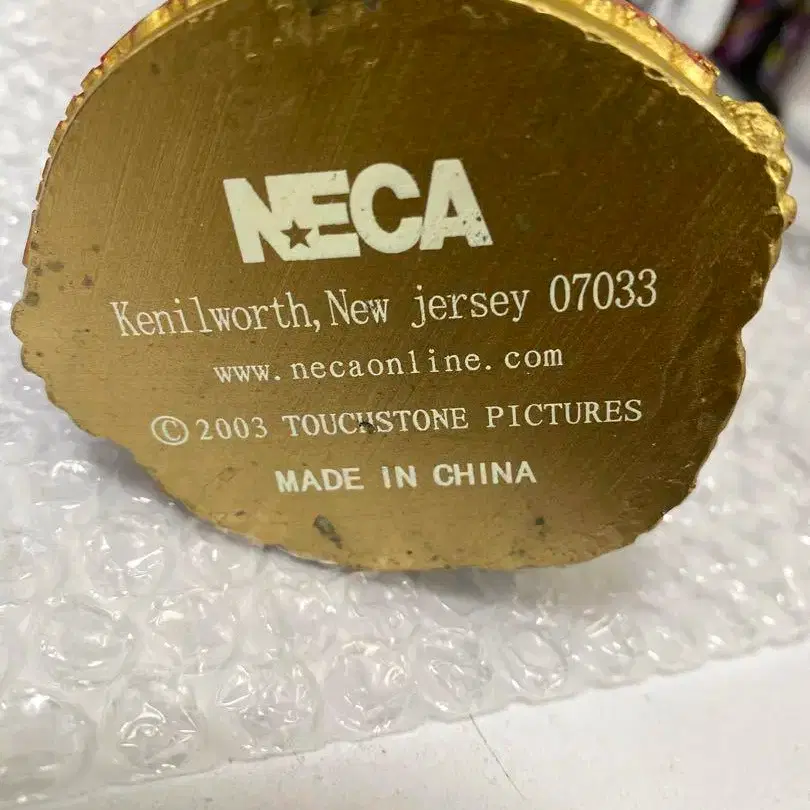 NECA
Kenilworth, New jersey 07033
www.necaonline.com
© 2003 TOUCHSTONE PICTURES
MADE IN CHINA